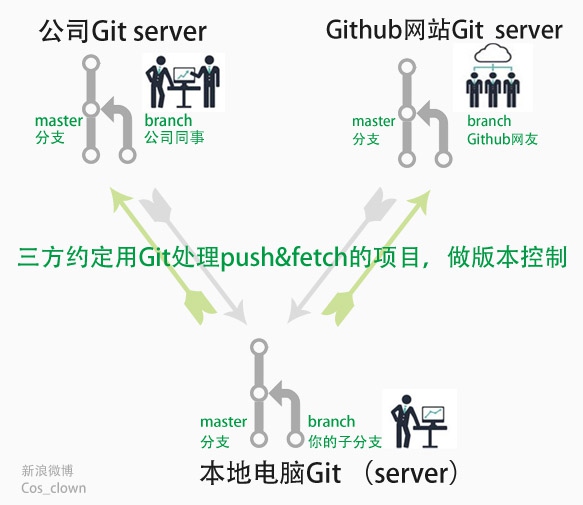 公司Git server
Github网站Git server
master
分支
branch
公司同事
master
分支
branch
Github网友
三方约定用Git处理push&fetch的项目，做版本控制
master
分支
branch
你的子分支
本地电脑Git （server）
新浪微博
Cos_clown